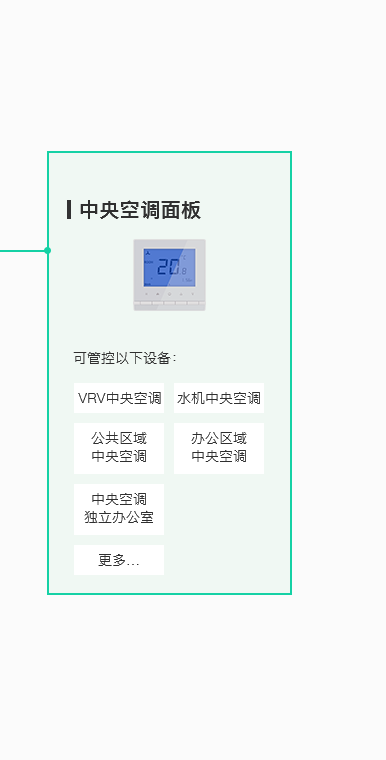 中央空调面板
20.8
可管控以下设备：
VRV中央空调
水机中央空调
公共区域
中央空调
办公区域
中央空调
中央空调
独立办公室
更多...